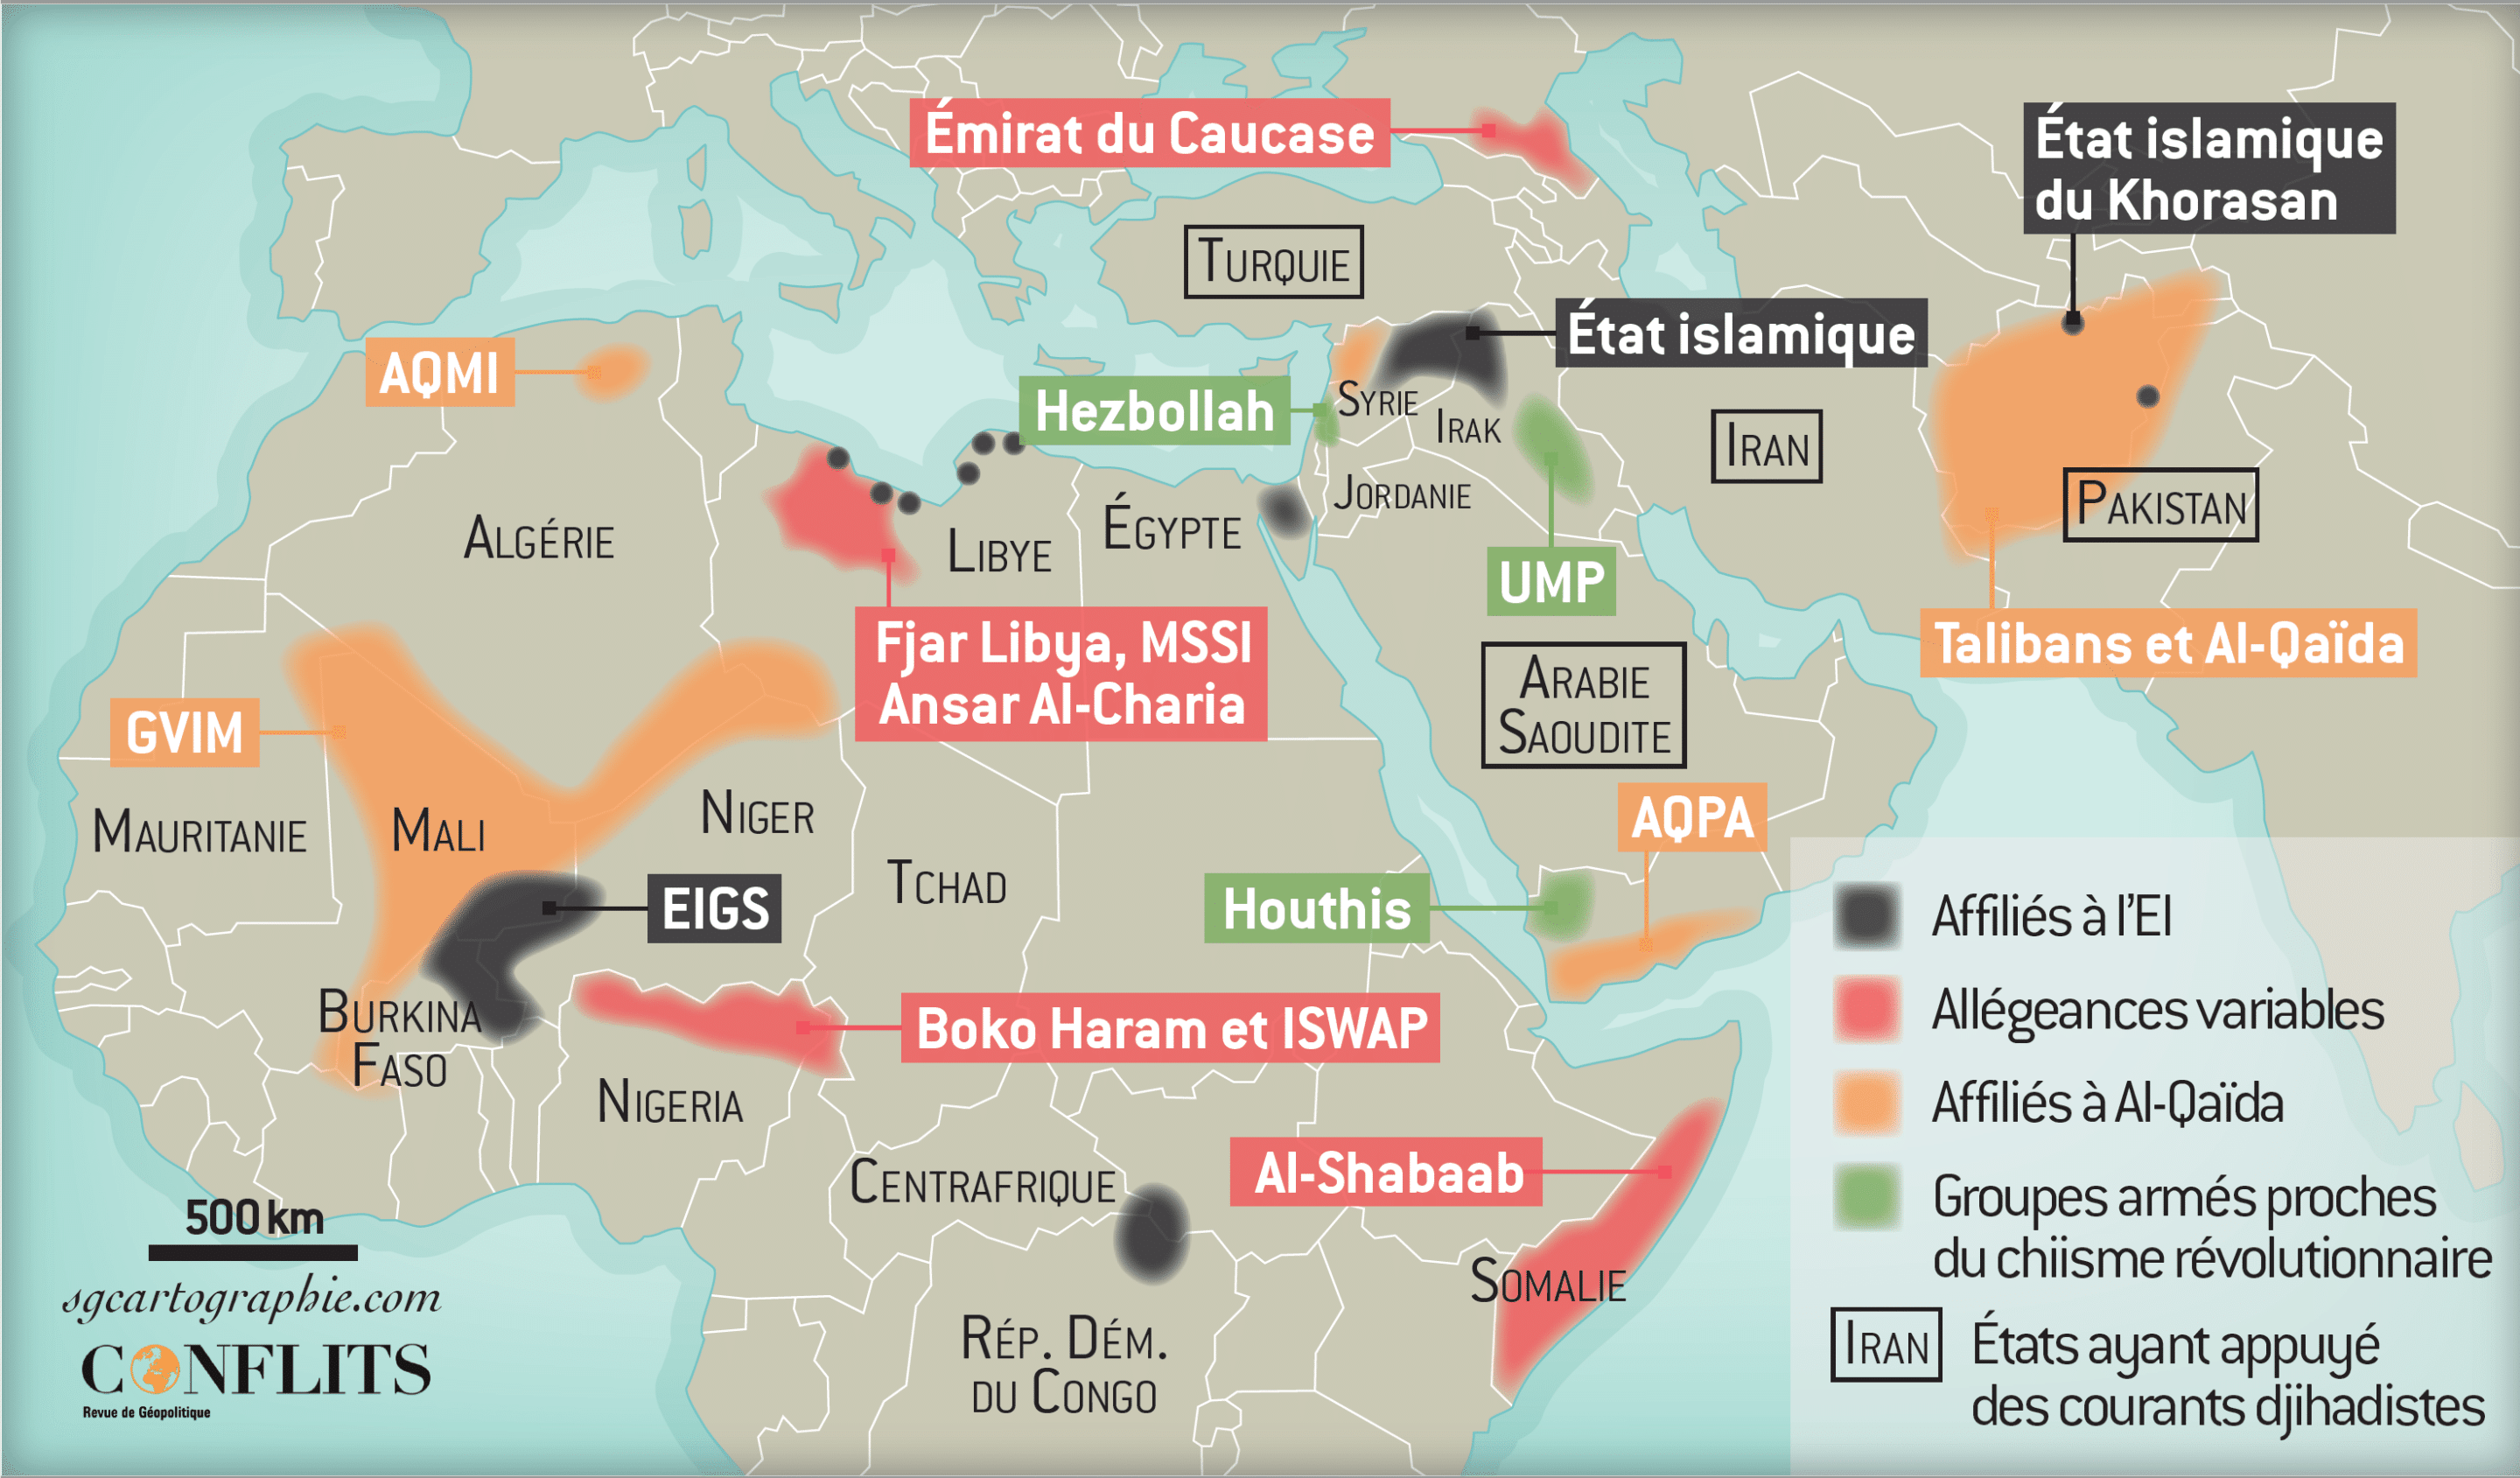 Émirat du Caucase
État islamique
du Khorasan
TURQUIE
État islamique
AQMI
Hezbollah
SYRIE
IRAK
IRAN
JORDANIE
PAKISTAN
ALGÉRIE
LIBYE
ÉGYPTE
UMP
Fjar Libya, MSSI
Ansar Al-Charia
Talibans et Al-Qaïda
ARABIE
SAOUDITE
GVIM
MAURITANIE
MALI
NIGER
AQPA
TCHAD
EIGS
Houthis
BURKINA
FASO
Boko Haram et ISWAP
NIGERIA
CENTRAFRIQUE
Al-Shabaab
SOMALIE
RÉP. DÉM.
DU CONGO
Affiliés à l'EI
Allégeances variables
Affiliés à Al-Qaïda
Groupes armés proches
du chiisme révolutionnaire
IRAN
États ayant appuyé
des courants djihadistes
500 km
sgcartographie.com
CONFLITS
Revue de Géopolitique